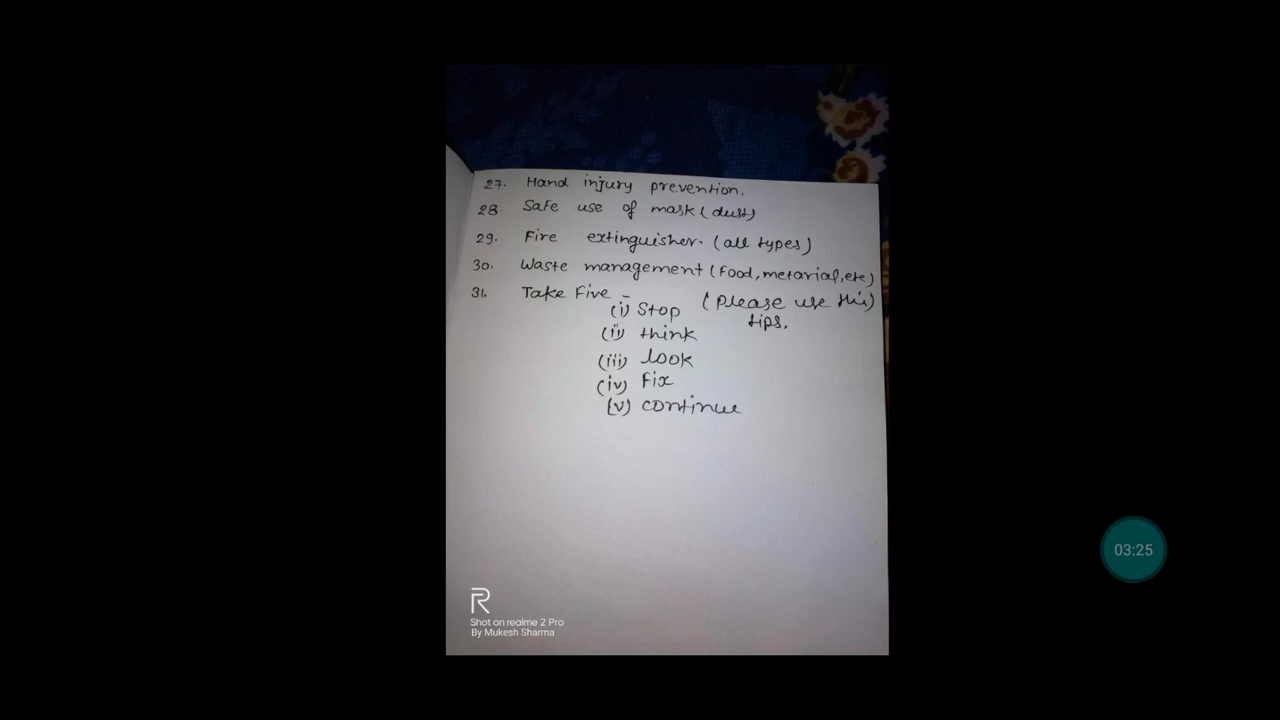 27. Hand injury prevention.
28. Safe use of mask (dust)
29. Fire extinguisher. (all types)
30. Waste management (Food, metarial, etc)
31. Take Five - (please use this)
(i) Stop tips.
(ii) think
(iii) look
(iv) Fix
(v) continue
R
Shot on realme 2 Pro
By Mukesh Sharma
03:25